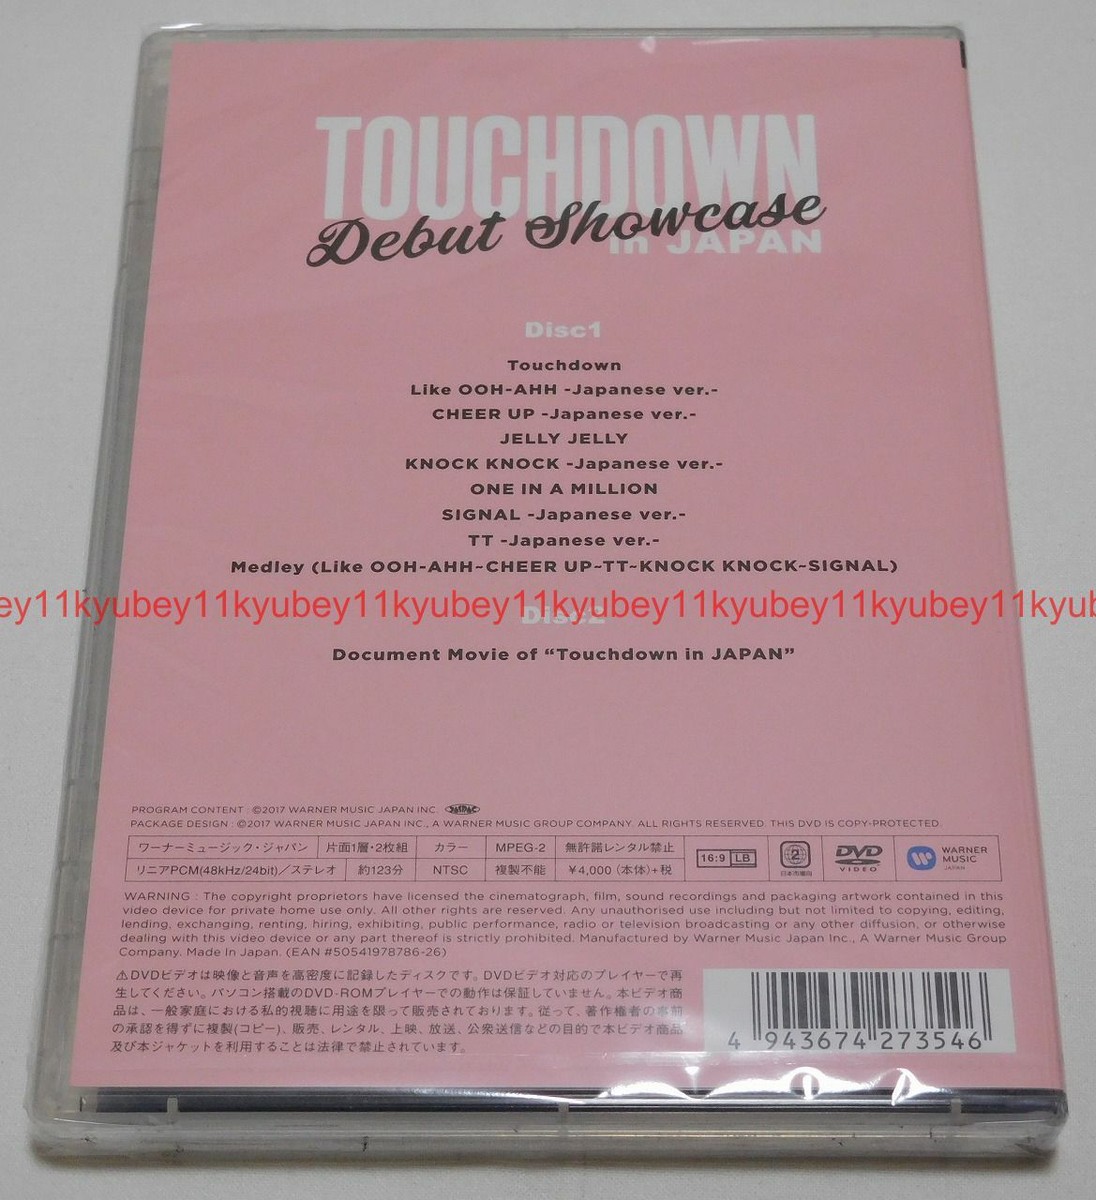 TOUCHDOWN
Debut Showcase
in JAPAN
Disc1
Touchdown
Like OOH-AHH -Japanese ver.-
CHEER UP -Japanese ver.-
JELLY JELLY
KNOCK KNOCK -Japanese ver.-
ONE IN A MILLION
SIGNAL -Japanese ver.-
TT -Japanese ver.-
Medley (Like OOH-AHH~CHEER UP~TT~KNOCK KNOCK~SIGNAL)
ey11kyubey11kyubey11kyubey11kyubey11kyubey11kyubey11kyub
Disc2
Document Movie of “Touchdown in JAPAN”
PROGRAM CONTENT : ©2017 WARNER MUSIC JAPAN INC.
PACKAGE DESIGN : ©2017 WARNER MUSIC JAPAN INC., A WARNER MUSIC GROUP COMPANY. ALL RIGHTS RESERVED. THIS DVD IS COPY-PROTECTED.
ワーナーミュージック・ジャパン 片面1層・2枚組 カラー MPEG-2 無許諾レンタル禁止
リニアPCM(48kHz/24bit)／ステレオ 約123分 NTSC 複製不能 ￥4,000 (本体)+税
16:9 LB
2
日本市場向
DVD
VIDEO
WARNER
MUSIC
JAPAN
WARNING : The copyright proprietors have licensed the cinematograph, film, sound recordings and packaging artwork contained in this
video device for private home use only. All other rights are reserved. Any unauthorised use including but not limited to copying, editing,
lending, exchanging, renting, hiring, exhibiting, public performance, radio or television broadcasting or any other diffusion, or otherwise
dealing with this video device or any part thereof is strictly prohibited. Manufactured by Warner Music Japan Inc., A Warner Music Group
Company. Made In Japan. (EAN #50541978786-26)
⚠DVDビデオは映像と音声を高密度に記録したディスクです。DVDビデオ対応のプレイヤーで再
生してください。パソコン搭載のDVD-ROMプレイヤーでの動作は保証していません。本ビデオ商
品は、一般家庭における私的視聴に用途を限って販売されております。従って、著作権者の事前
の承認を得ずに複製(コピー)、販売、レンタル、上映、放送、公衆送信などの目的で本ビデオ商品
及び本ジャケットを利用することは法律で禁止されています。
4 943674 273546